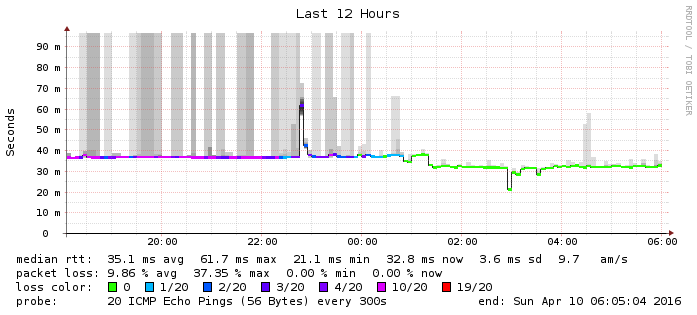 Last 12 Hours
RRDTOOL / TOBI OETIKER
Seconds
90 m
80 m
70 m
60 m
50 m
40 m
30 m
20 m
10 m
0
20:00 22:00 00:00 02:00 04:00 06:00
median rtt: 35.1 ms avg 61.7 ms max 21.1 ms min 32.8 ms now 3.6 ms sd 9.7 am/s
packet loss: 9.86 % avg 37.35 % max 0.00 % min 0.00 % now
loss color: 0 1/20 2/20 3/20 4/20 10/20 19/20
probe: 20 ICMP Echo Pings (56 Bytes) every 300s end: Sun Apr 10 06:05:04 2016